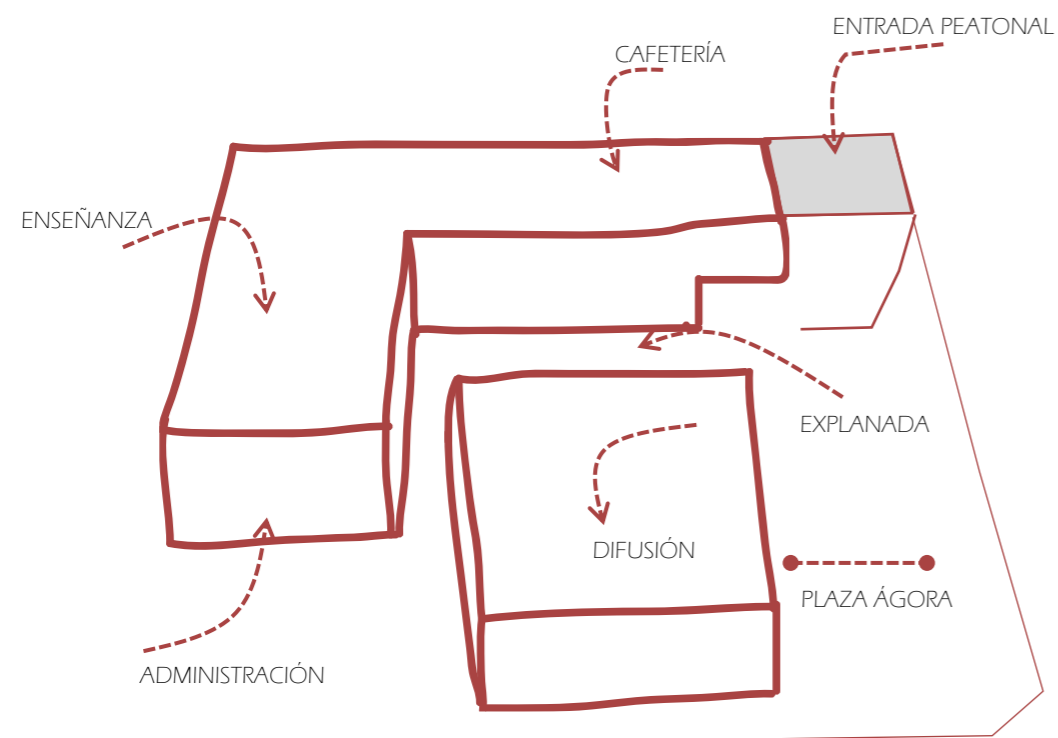 ENTRADA PEATONAL
CAFETERÍA
ENSEÑANZA
EXPLANADA
DIFUSIÓN
PLAZA ÁGORA
ADMINISTRACIÓN